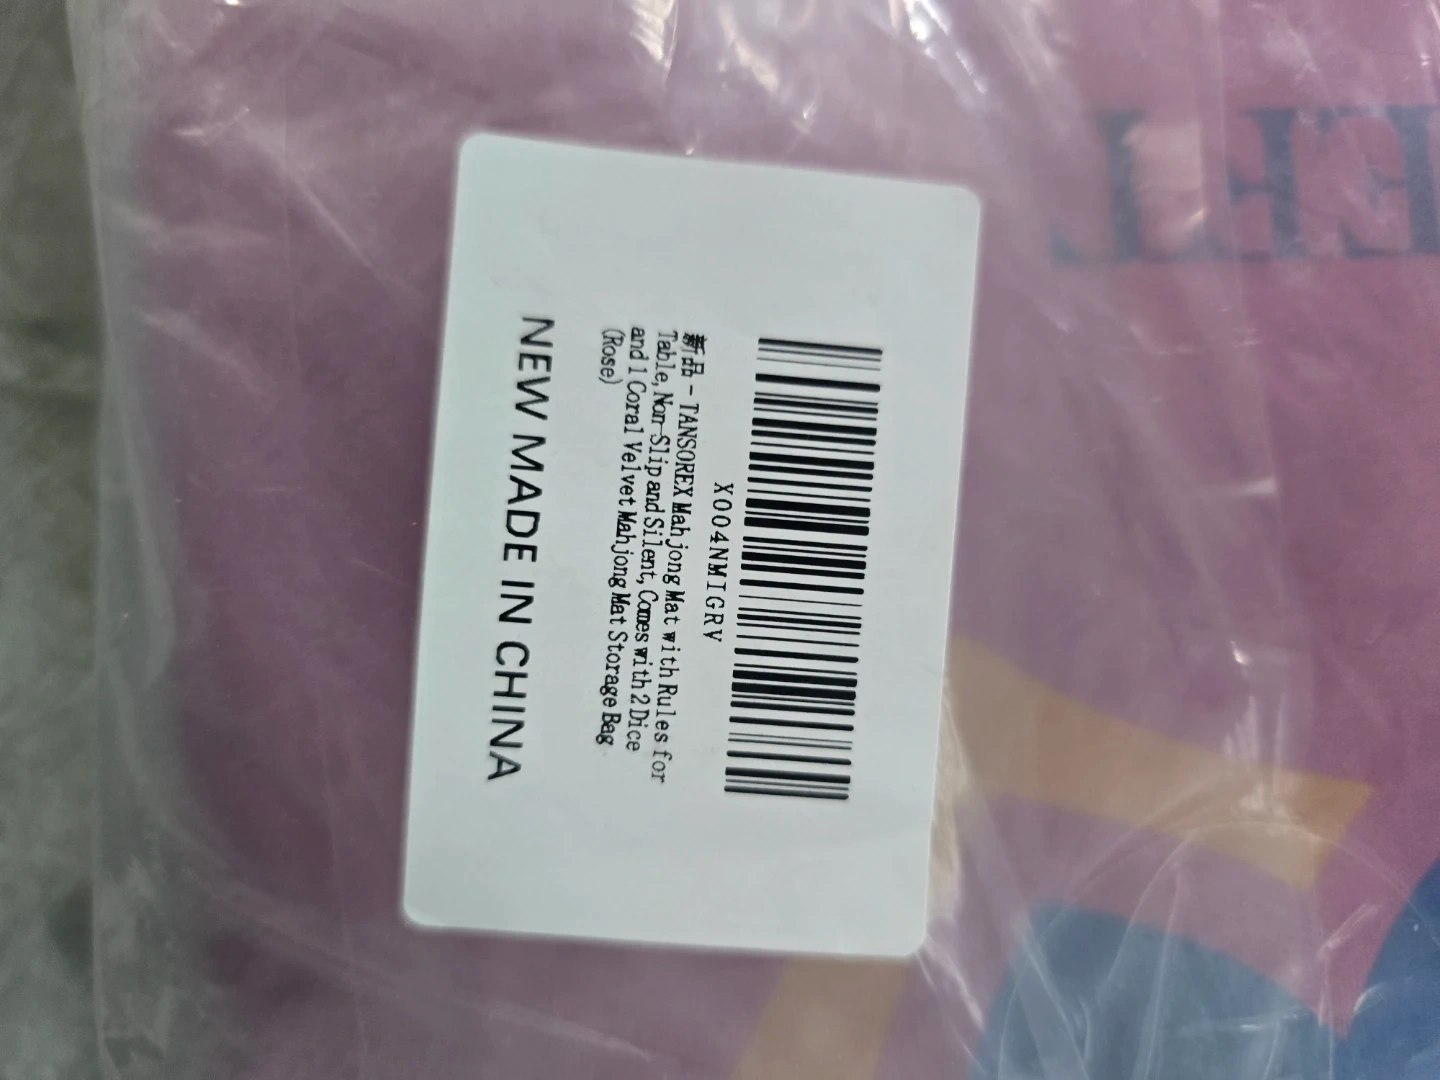 X004NMIGRV
新品 - TANSOREX Mahjong Mat with Rules for
Table, Non-Slip and Silent, Comes with 2 Dice
and 1 Coral Velvet Mahjong Mat Storage Bag
(Rose)
NEW MADE IN CHINA